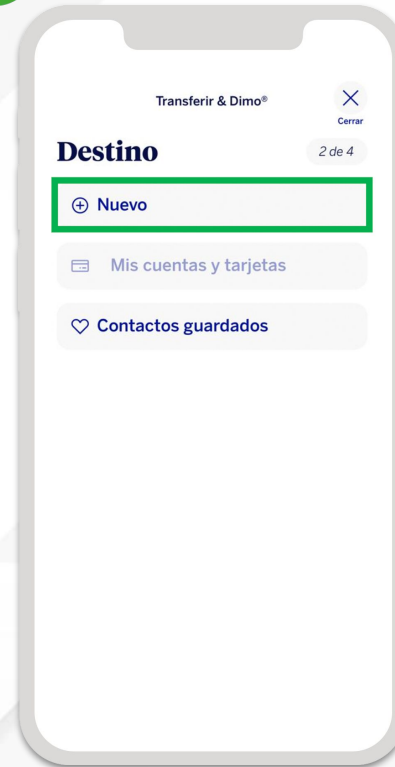 Transferir & Dimo®
Cerrar
Destino
2 de 4
Nuevo
Mis cuentas y tarjetas
Contactos guardados